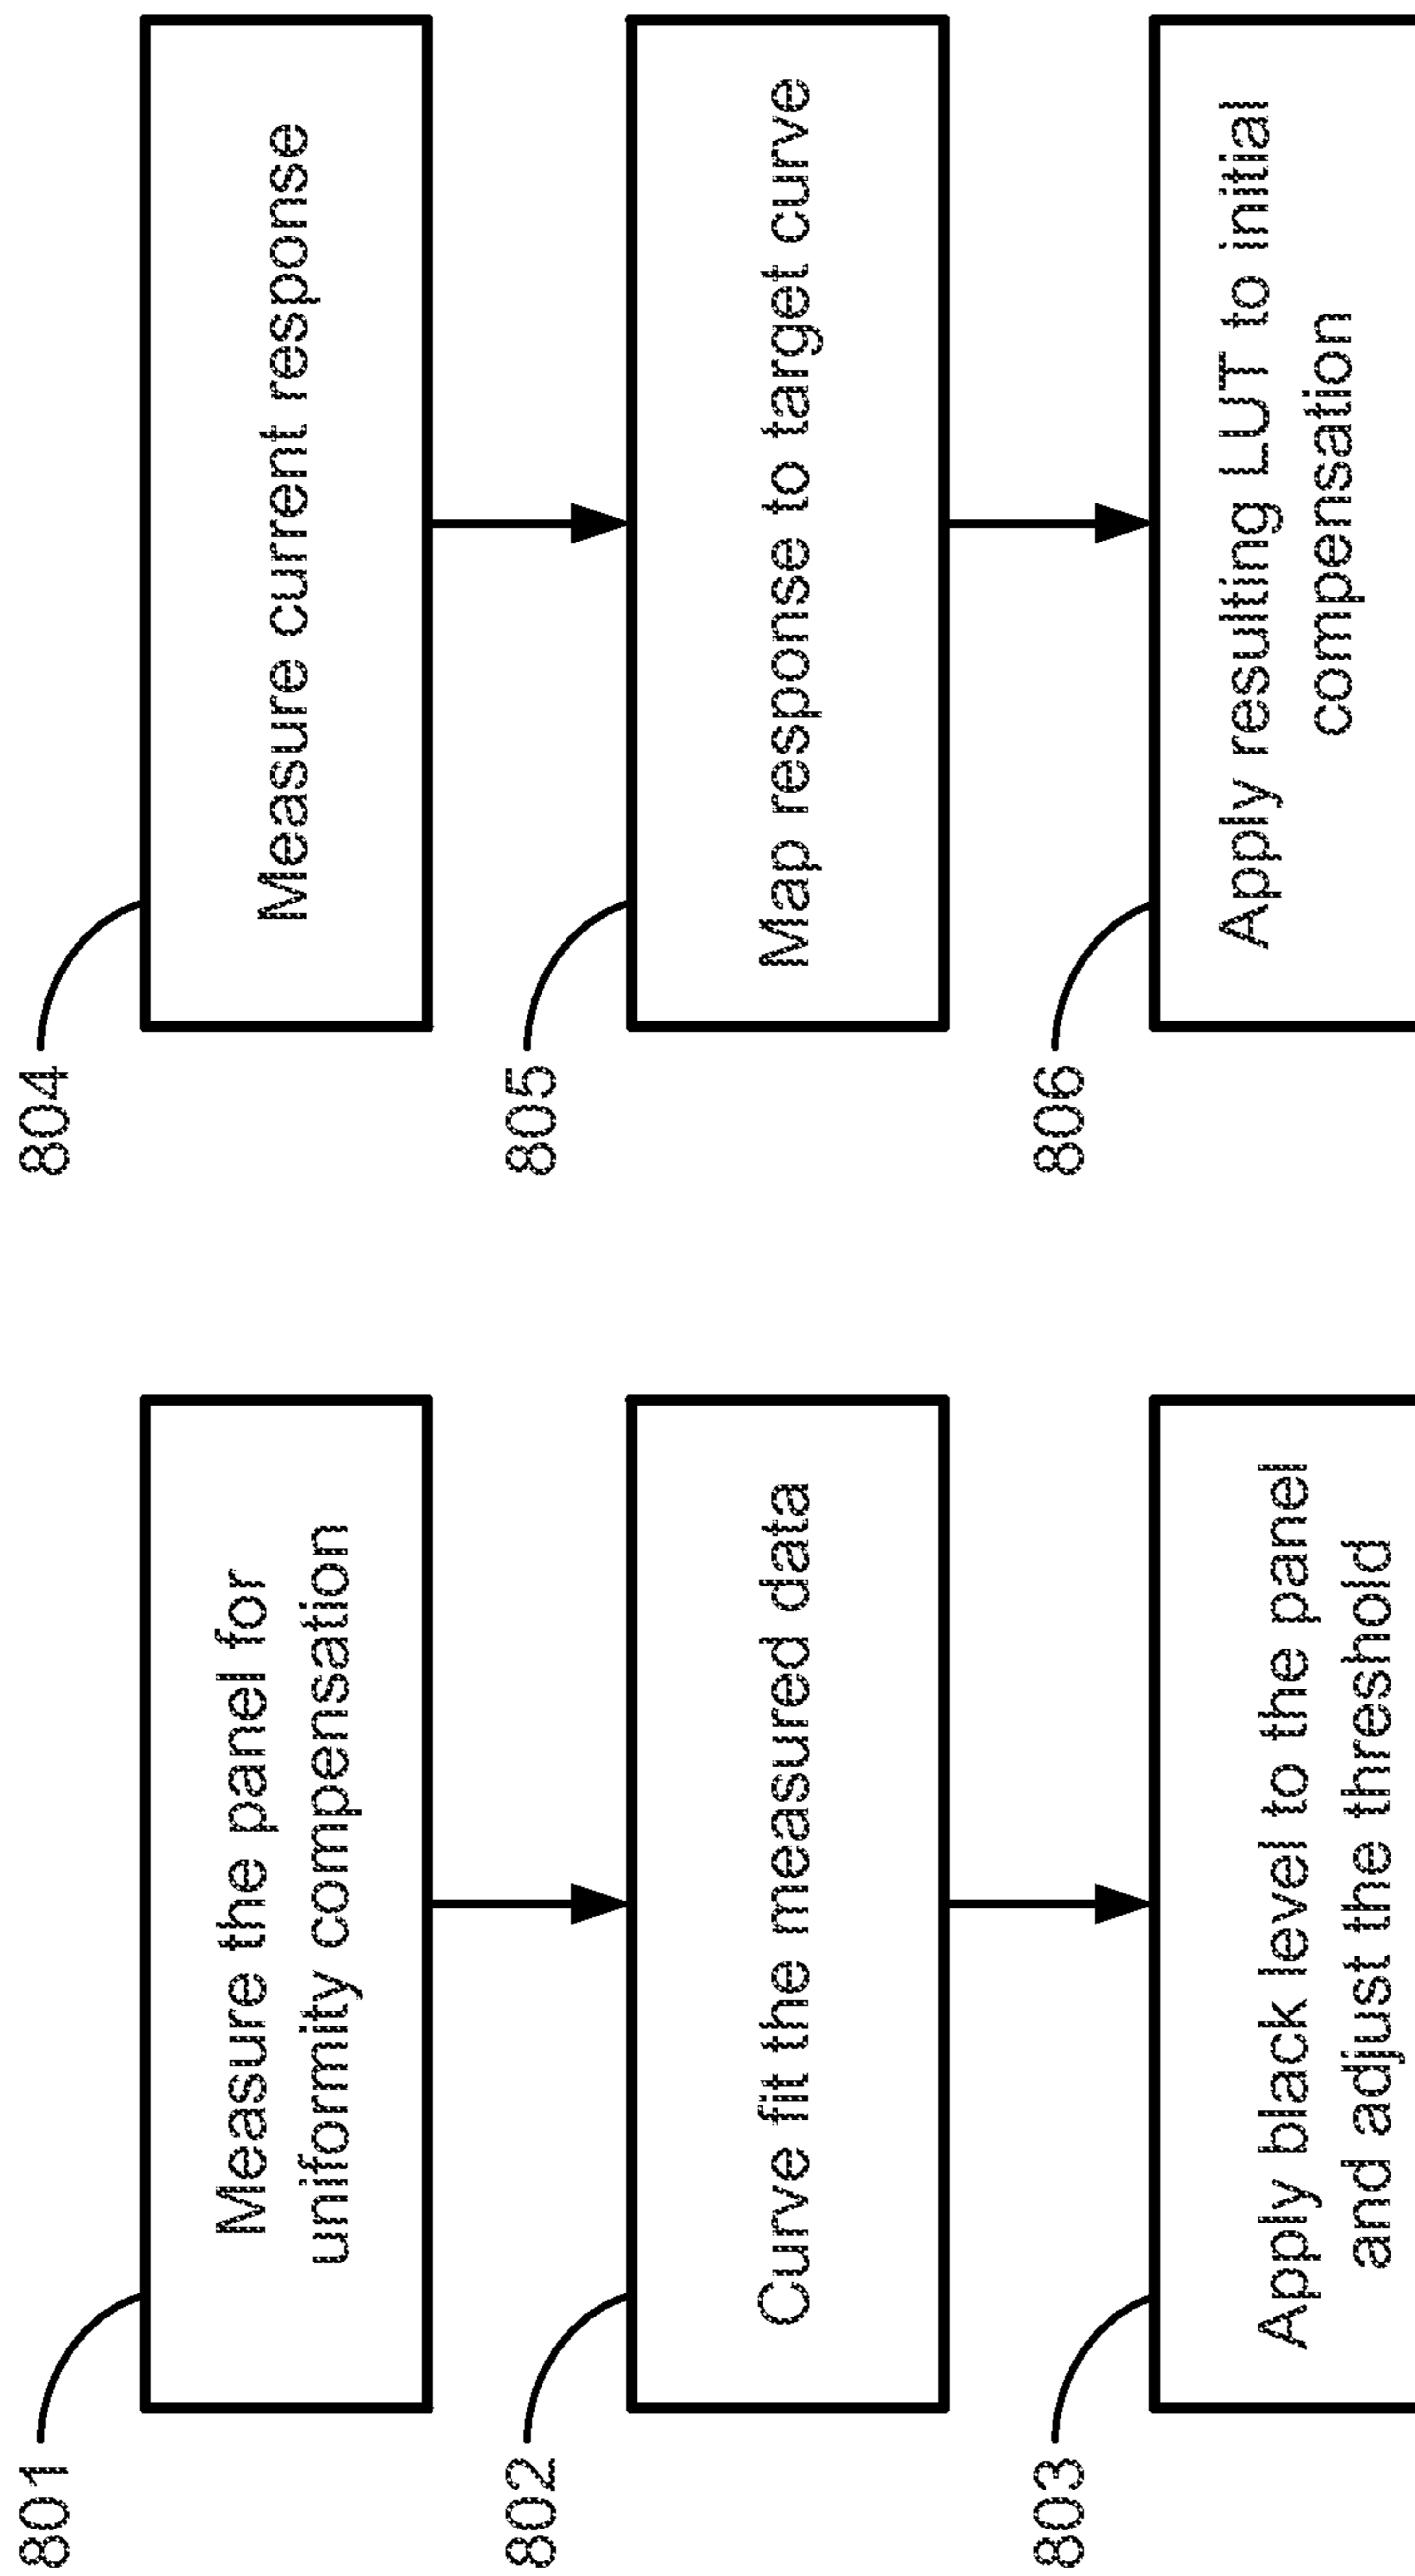 801
Measure the panel for
uniformity compensation
802
Curve fit the measured data
803
Apply black level to the panel
and adjust the threshold
804
Measure current response
805
Map response to target curve
806
Apply resulting LUT to initial
compensation